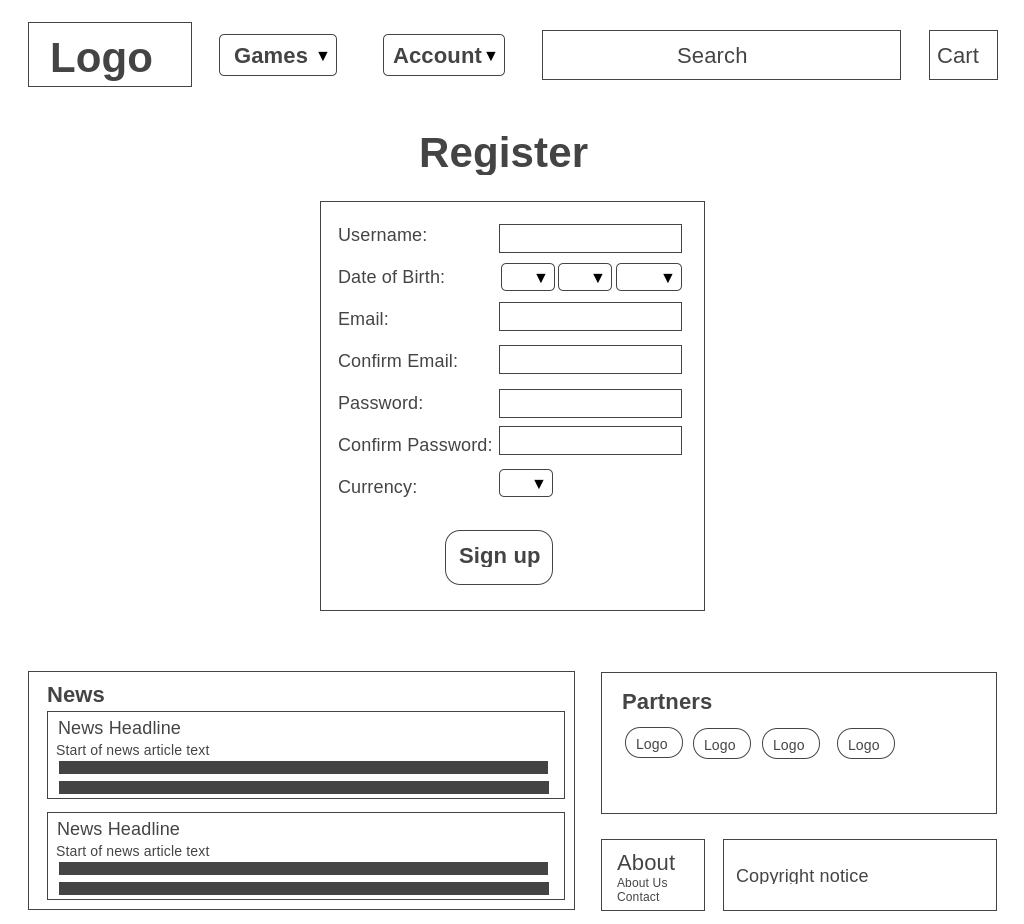 Logo
Games ▼
Account ▼
Search
Cart
Register
Username:
Date of Birth: ▼ ▼ ▼
Email:
Confirm Email:
Password:
Confirm Password:
Currency: ▼
Sign up
News
News Headline
Start of news article text
News Headline
Start of news article text
Partners
Logo Logo Logo Logo
About
About Us
Contact
Copyright notice